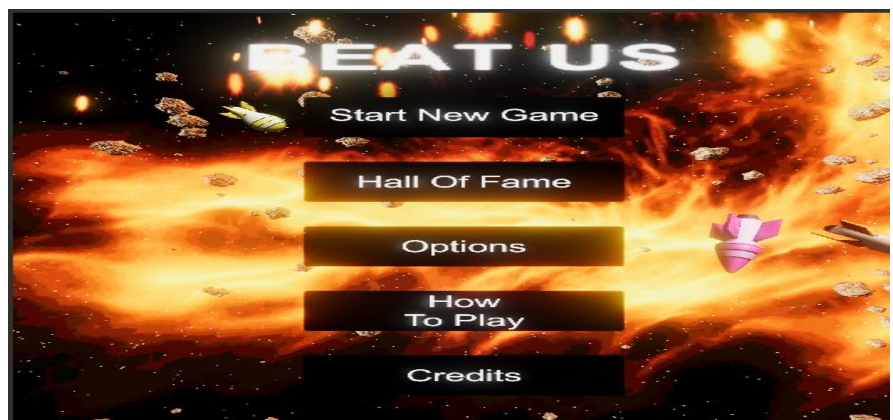 BEAT US
Start New Game
Hall Of Fame
Options
How
To Play
Credits